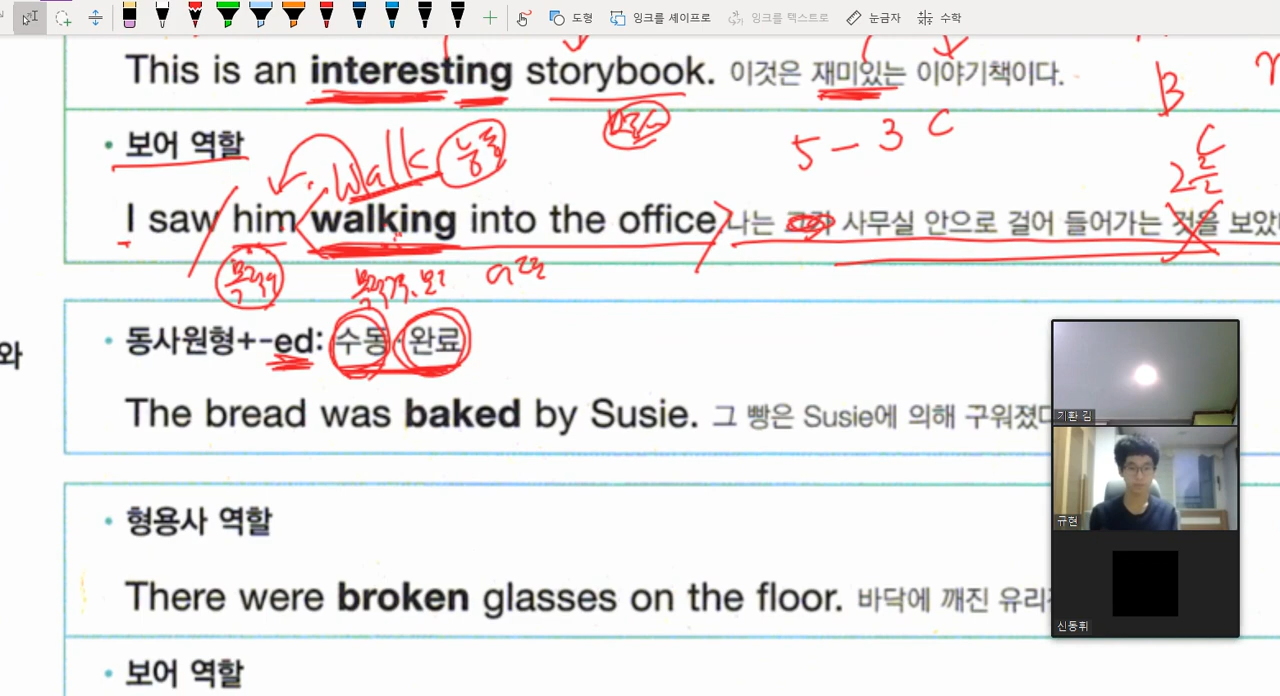 도형 잉크를 셰이프로 잉크를 텍스트로 눈금자 수학
This is an interesting storybook. 이것은 재미있는 이야기책이다.
B
5 - 3 C
• 보어 역할
walk 능동
I saw him walking into the office 나는 사무실 안으로 걸어 들어가는 것을 보았
목적어
목적격 보어
와
• 동사원형+-ed: 수동·완료
The bread was baked by Susie. 그 빵은 Susie에 의해 구워졌다
• 형용사 역할
There were broken glasses on the floor. 바닥에 깨진 유리
• 보어 역할
기환 김
규현
신동휘